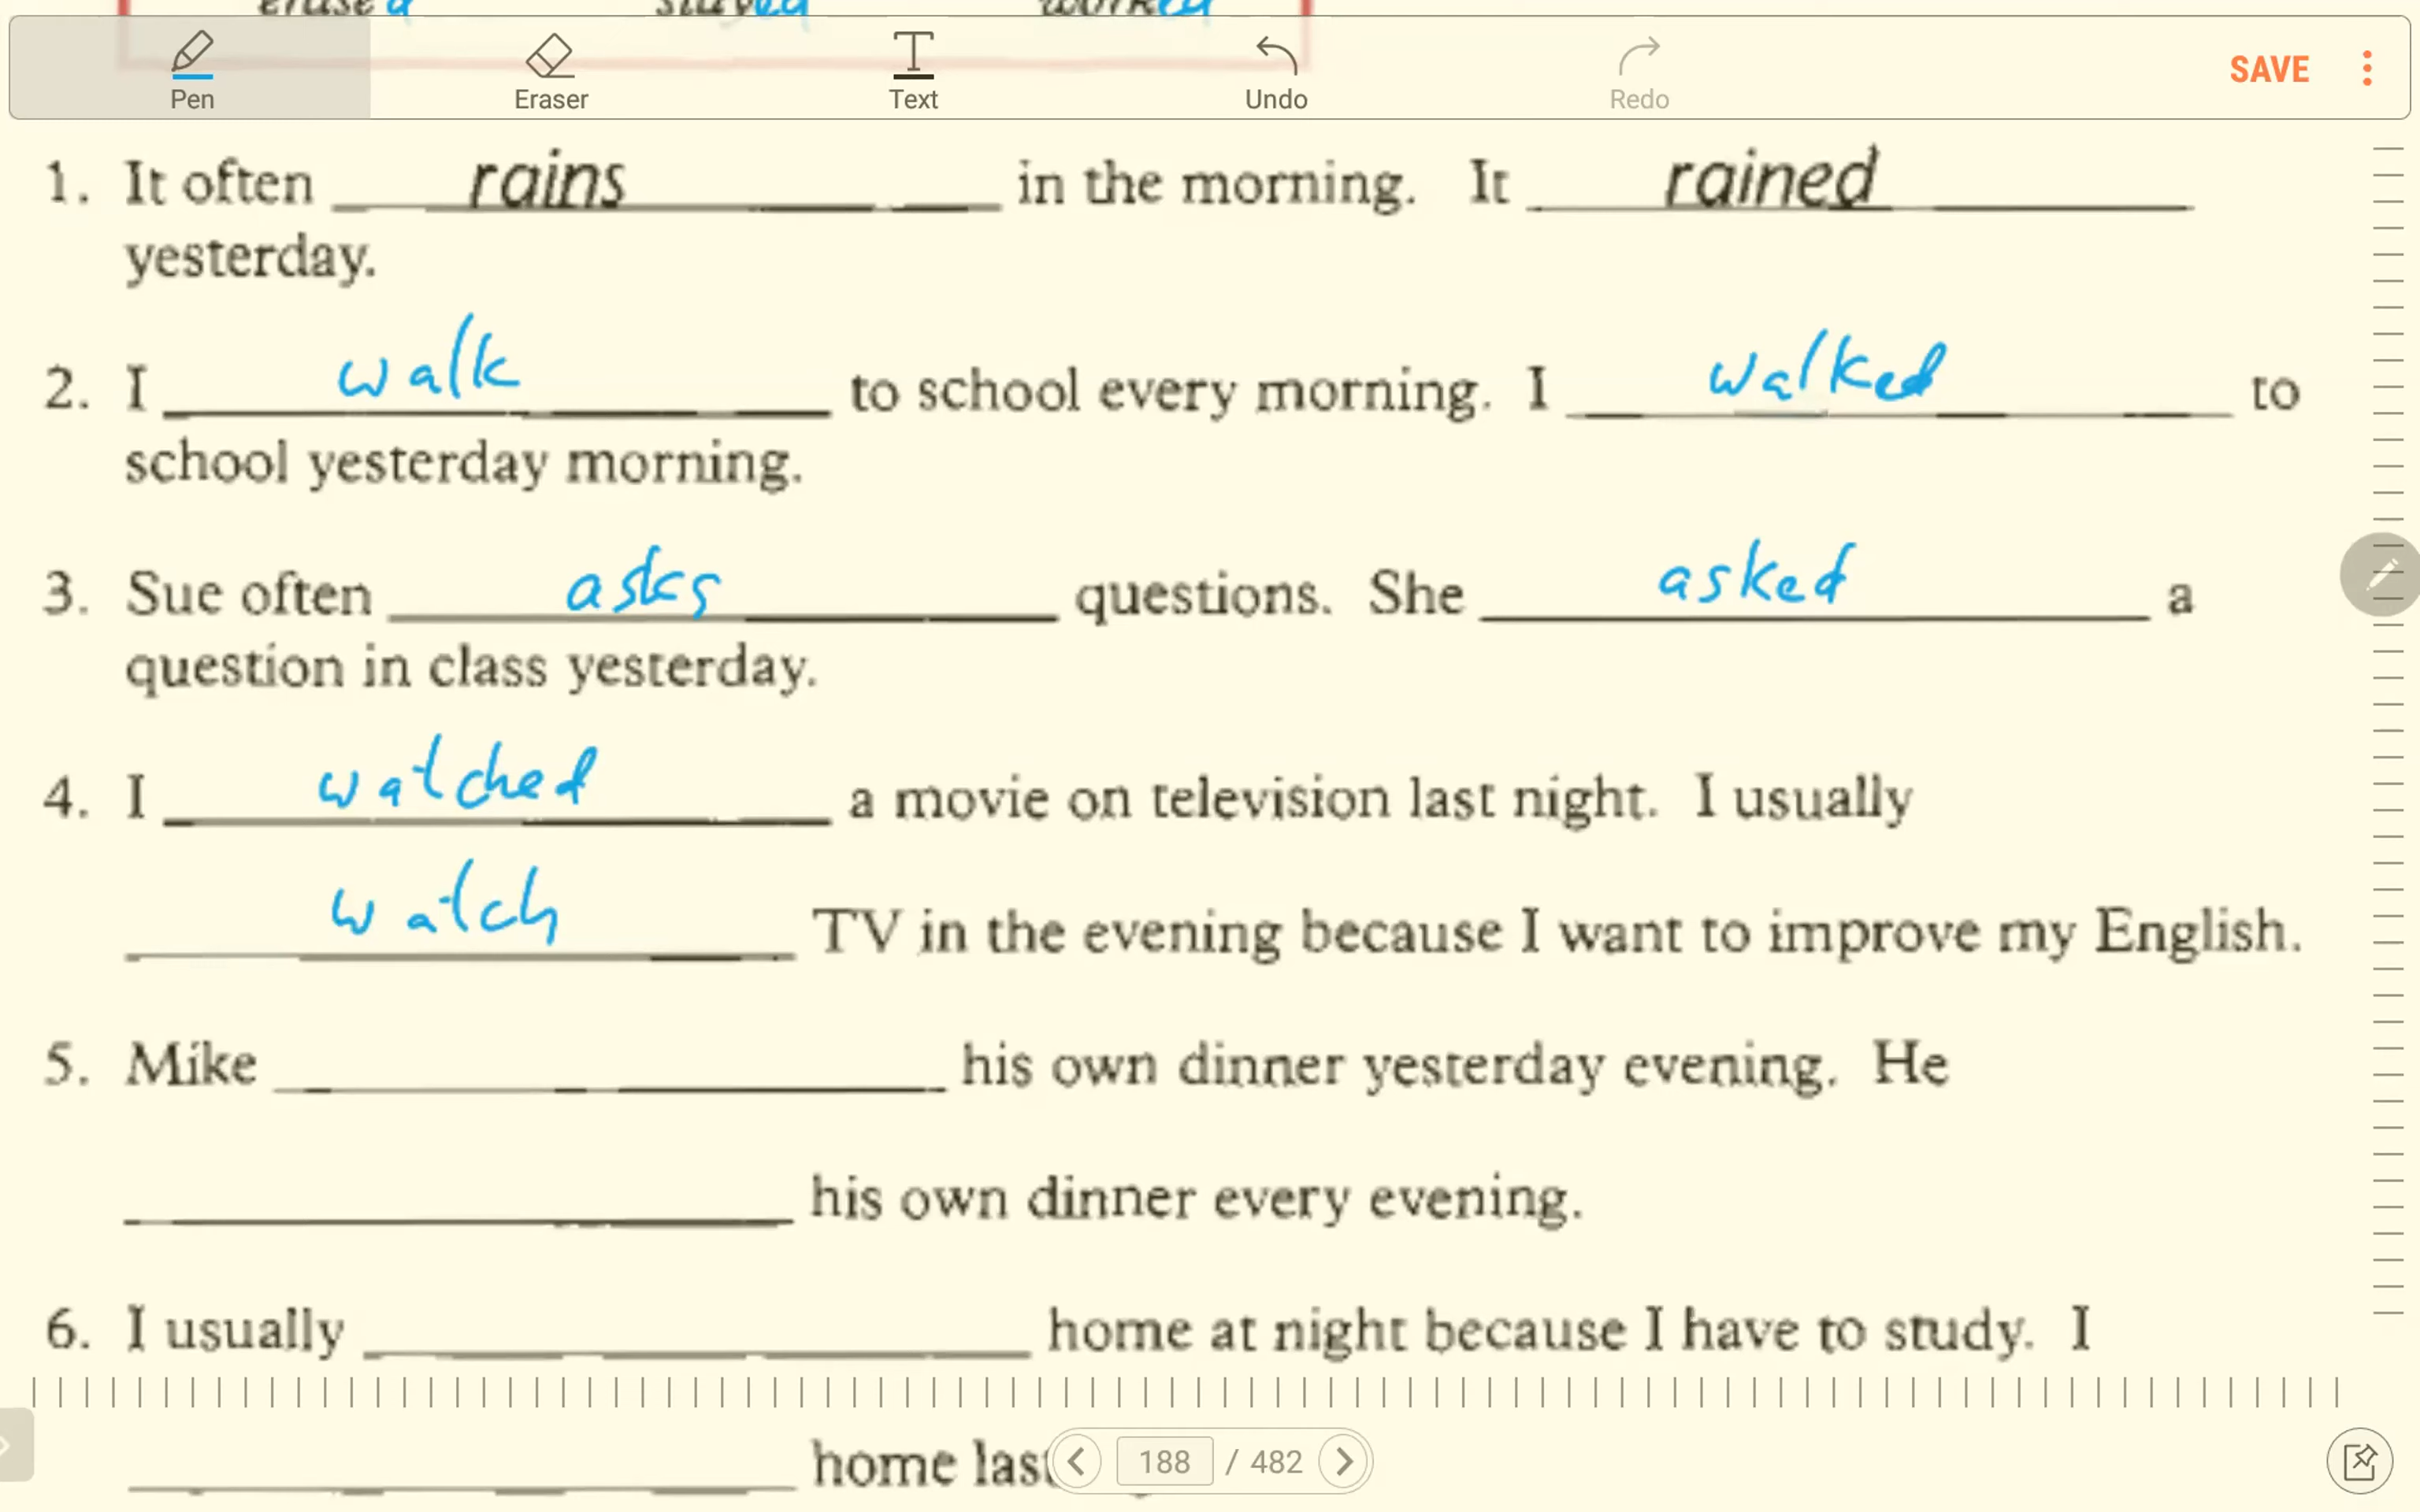 erased stayed worked
Pen Eraser Text Undo Redo SAVE
1. It often rains in the morning. It rained
yesterday.
2. I walk to school every morning. I walked to
school yesterday morning.
3. Sue often asks questions. She asked a
question in class yesterday.
4. I watched a movie on television last night. I usually
watch TV in the evening because I want to improve my English.
5. Mike his own dinner yesterday evening. He
his own dinner every evening.
6. I usually home at night because I have to study. I
home last
188 / 482